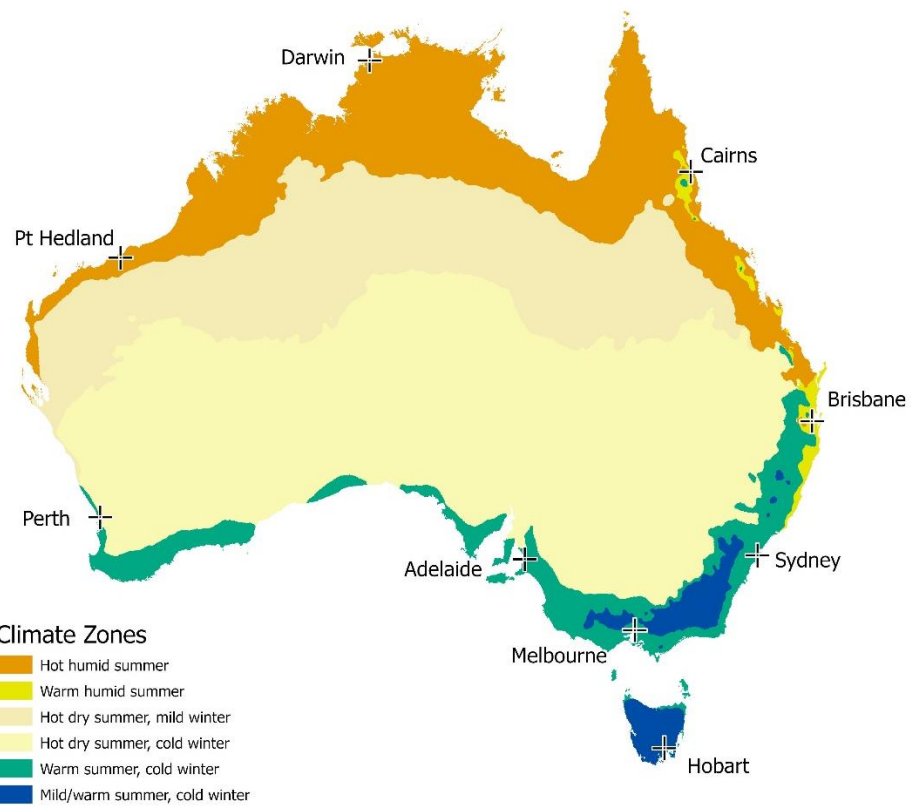 Darwin
Cairns
Pt Hedland
Brisbane
Perth
Adelaide
Sydney
Melbourne
Climate Zones
Hot humid summer
Warm humid summer
Hot dry summer, mild winter
Hot dry summer, cold winter
Warm summer, cold winter
Mild/warm summer, cold winter
Hobart